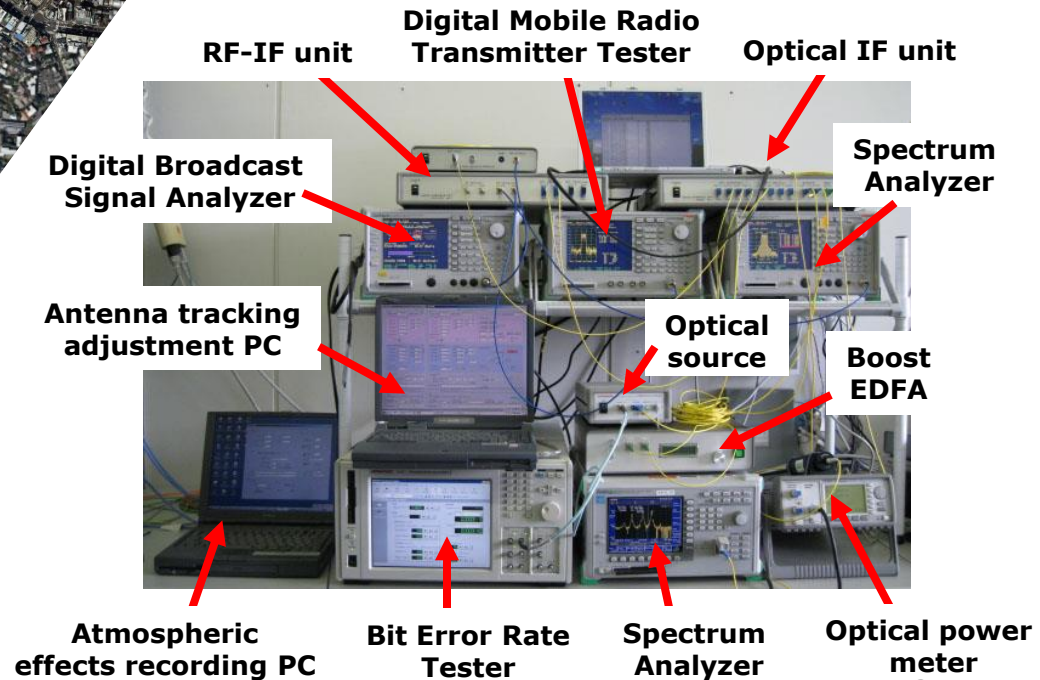 Digital Mobile Radio
Transmitter Tester
RF-IF unit
Optical IF unit
Spectrum
Analyzer
Digital Broadcast
Signal Analyzer
Antenna tracking
adjustment PC
Optical
source
Boost
EDFA
Atmospheric
effects recording PC
Bit Error Rate
Tester
Spectrum
Analyzer
Optical power
meter